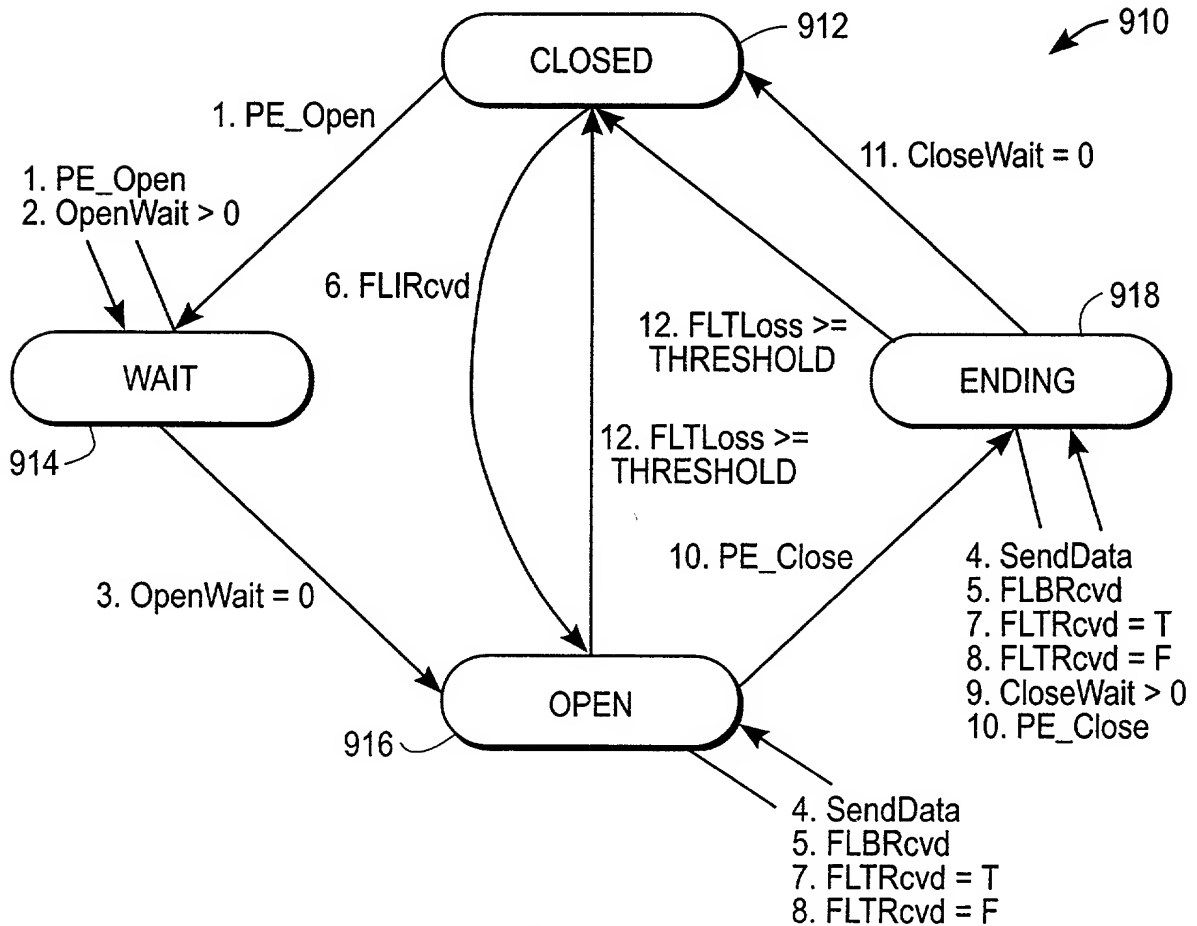 912
910
CLOSED
1. PE_Open
11. CloseWait = 0
1. PE_Open
2. OpenWait > 0
6. FLIRcvd
918
12. FLTLoss >=
THRESHOLD
WAIT
ENDING
914
12. FLTLoss >=
THRESHOLD
10. PE_Close
3. OpenWait = 0
4. SendData
5. FLBRcvd
7. FLTRcvd = T
8. FLTRcvd = F
9. CloseWait > 0
10. PE_Close
OPEN
916
4. SendData
5. FLBRcvd
7. FLTRcvd = T
8. FLTRcvd = F